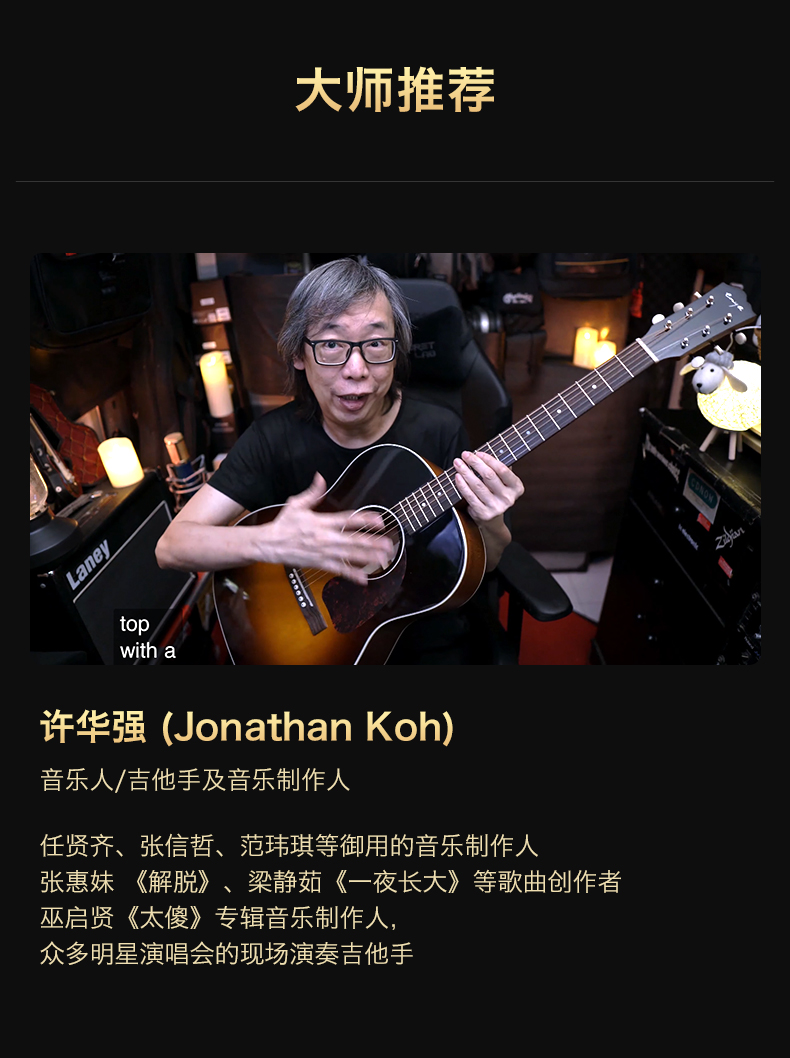 大师推荐
Laney
Zildjian
top
with a
许华强 (Jonathan Koh)
音乐人/吉他手及音乐制作人
任贤齐、张信哲、范玮琪等御用的音乐制作人
张惠妹 《解脱》、梁静茹《一夜长大》等歌曲创作者
巫启贤《太傻》专辑音乐制作人,
众多明星演唱会的现场演奏吉他手